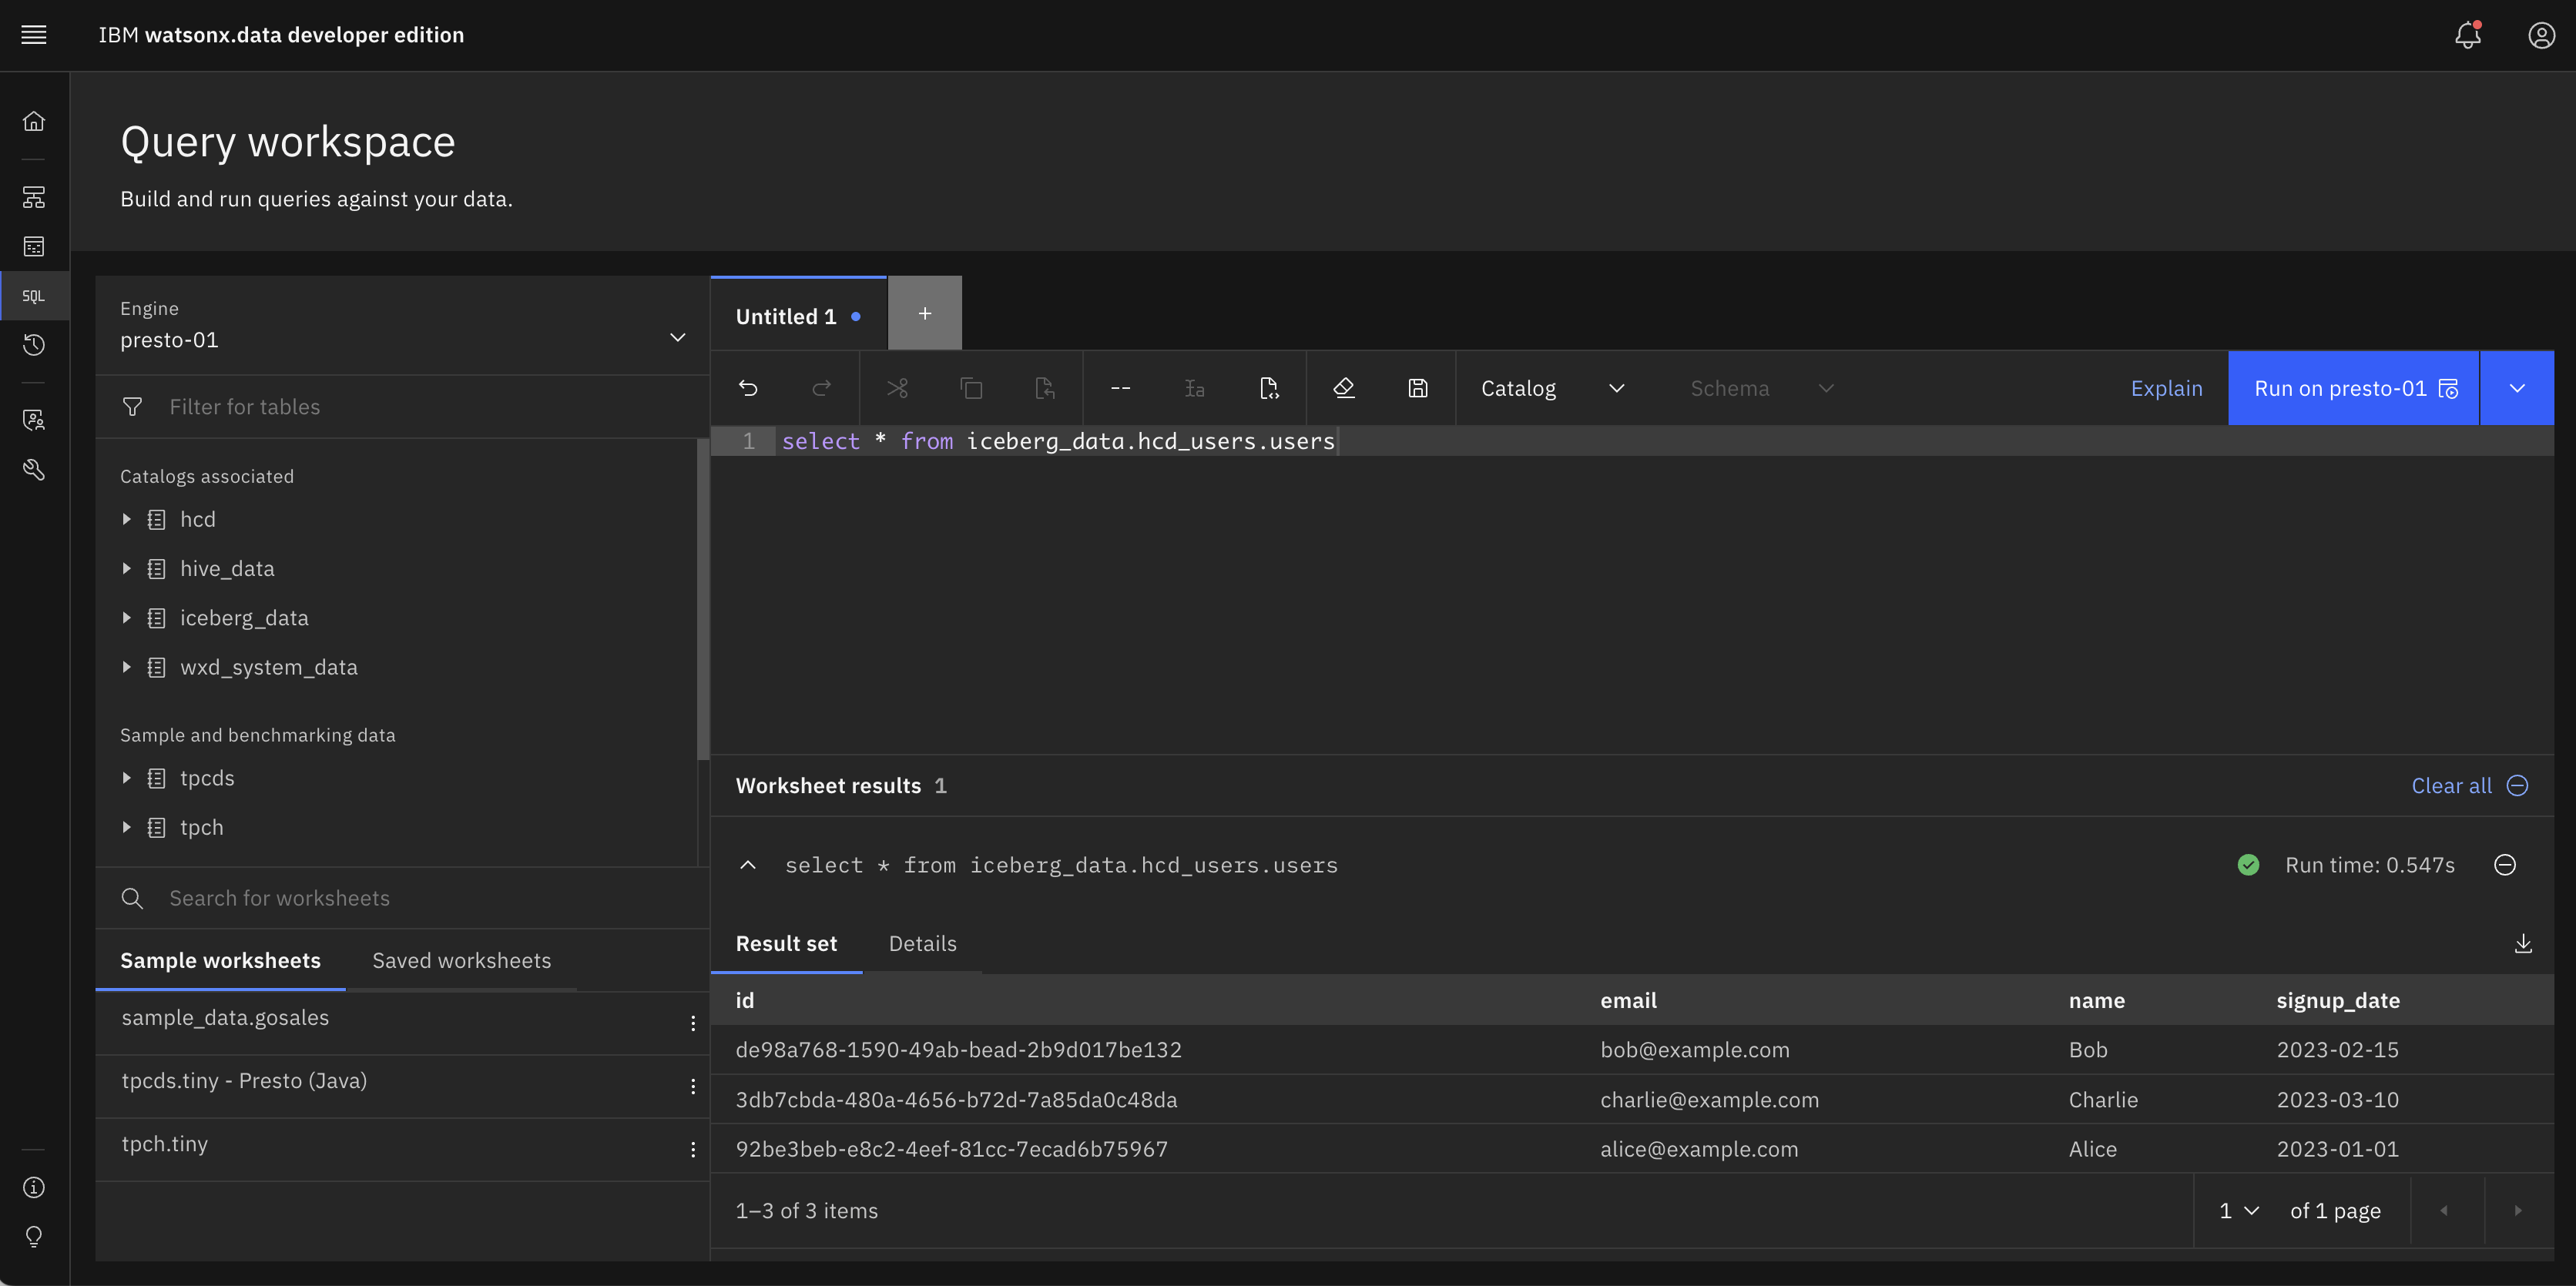 IBM watsonx.data developer edition
Query workspace
Build and run queries against your data.
SQL
Engine
presto-01
Filter for tables
Catalogs associated
hcd
hive_data
iceberg_data
wxd_system_data
Sample and benchmarking data
tpcds
tpch
Search for worksheets
Sample worksheets Saved worksheets
sample_data.gosales
tpcds.tiny - Presto (Java)
tpch.tiny
Untitled 1 +
-- Catalog Schema Explain Run on presto-01
1 select * from iceberg_data.hcd_users.users
Worksheet results 1 Clear all
select * from iceberg_data.hcd_users.users Run time: 0.547s
Result set Details
id email name signup_date
de98a768-1590-49ab-bead-2b9d017be132 bob@example.com Bob 2023-02-15
3db7cbda-480a-4656-b72d-7a85da0c48da charlie@example.com Charlie 2023-03-10
92be3beb-e8c2-4eef-81cc-7ecad6b75967 alice@example.com Alice 2023-01-01
1–3 of 3 items 1 of 1 page